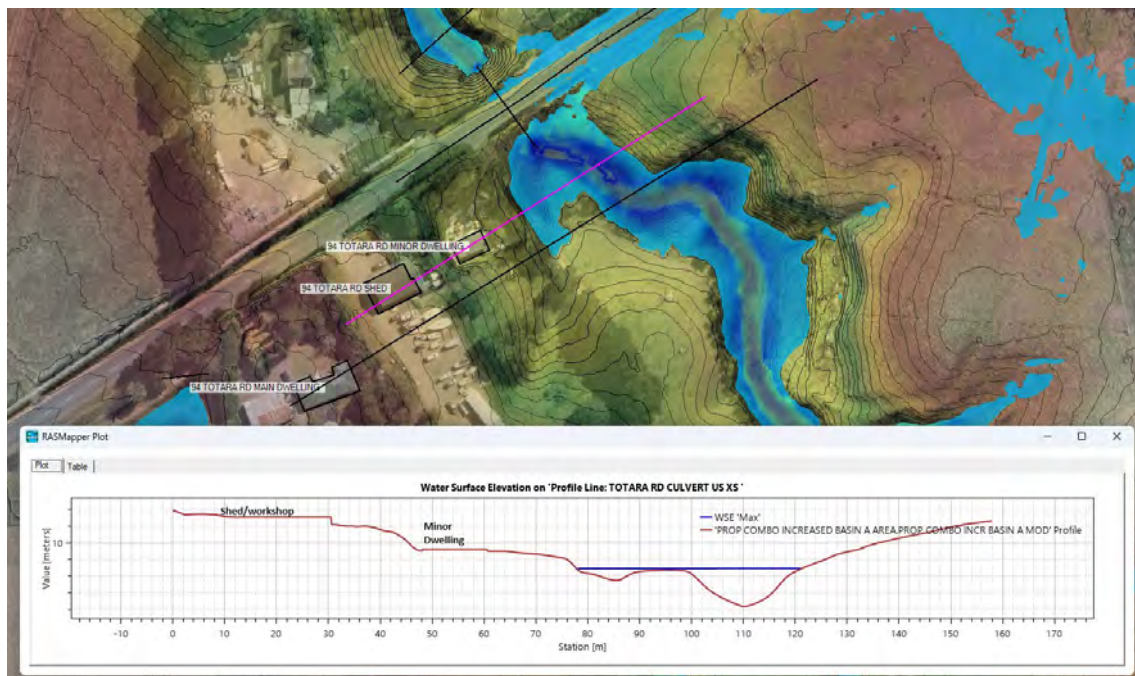 94 TOTARA RD MINOR DWELLING
94 TOTARA RD SHED
94 TOTARA RD MAIN DWELLING
RASMapper Plot
Plot Table
Water Surface Elevation on 'Profile Line: TOTARA RD CULVERT US XS '
Shed/workshop
Minor
Dwelling
WSE 'Max'
'PROP COMBO INCREASED BASIN A AREA.PROP COMBO INCR BASIN A MOD' Profile
Value [meters]
10
-10 0 10 20 30 40 50 60 70 80 90 100 110 120 130 140 150 160 170
Station [m]